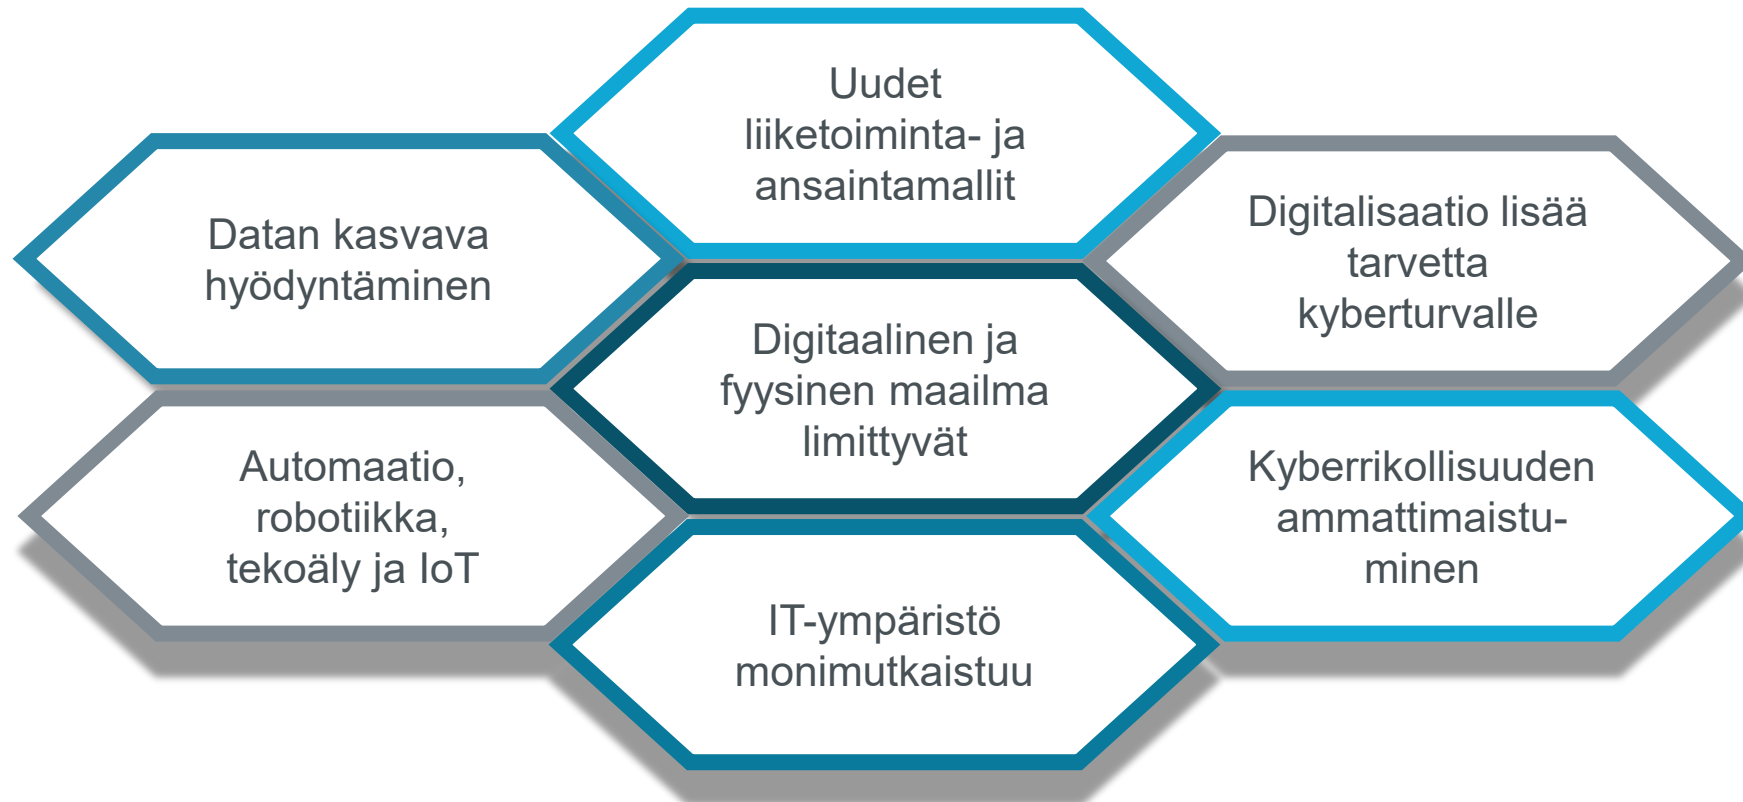 Uudet
liiketoiminta- ja
ansaintamallit
Datan kasvava
hyödyntäminen
Digitalisaatio lisää
tarvetta
kyberturvalle
Digitaalinen ja
fyysinen maailma
limittyvät
Automaatio,
robotiikka,
tekoäly ja IoT
Kyberrikollisuuden
ammattimaistu-
minen
IT-ympäristö
monimutkaistuu